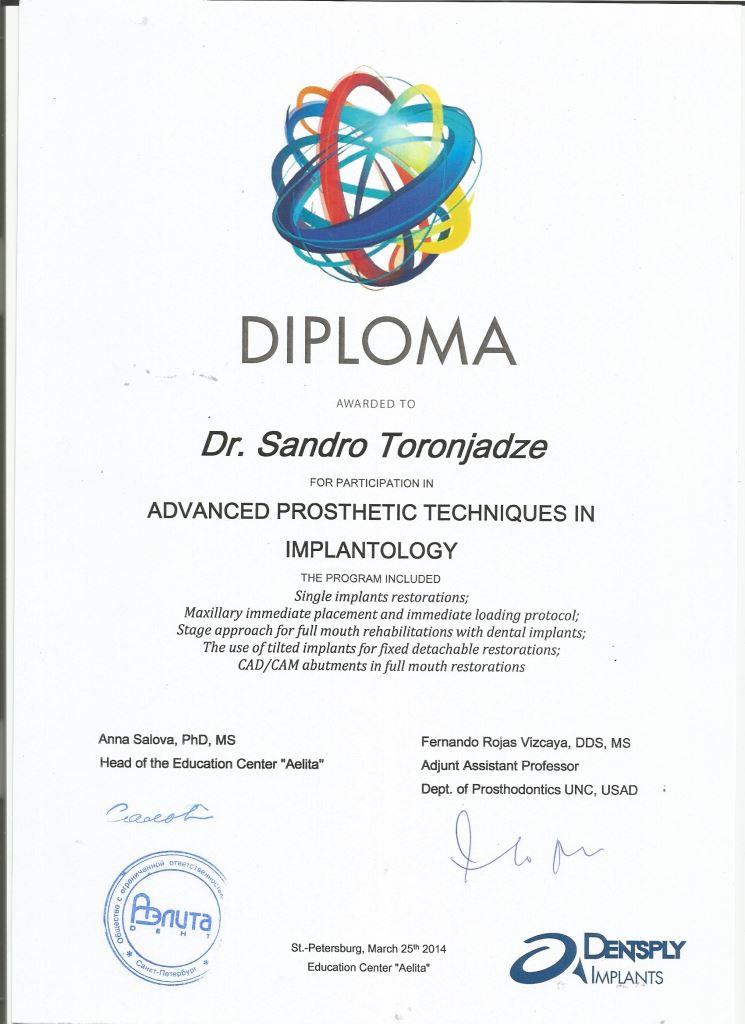 DIPLOMA
AWARDED TO
Dr. Sandro Toronjadze
FOR PARTICIPATION IN
ADVANCED PROSTHETIC TECHNIQUES IN
IMPLANTOLOGY
THE PROGRAM INCLUDED
Single implants restorations;
Maxillary immediate placement and immediate loading protocol;
Stage approach for full mouth rehabilitations with dental implants;
The use of tilted implants for fixed detachable restorations;
CAD/CAM abutments in full mouth restorations
Anna Salova, PhD, MS
Head of the Education Center "Aelita"
Fernando Rojas Vizcaya, DDS, MS
Adjunt Assistant Professor
Dept. of Prosthodontics UNC, USAD
Общество с ограниченной ответственностью
Аэлита
DЕНТ
* Санкт-Петербург *
St.-Petersburg, March 25th 2014
Education Center "Aelita"
DENTSPLY
IMPLANTS